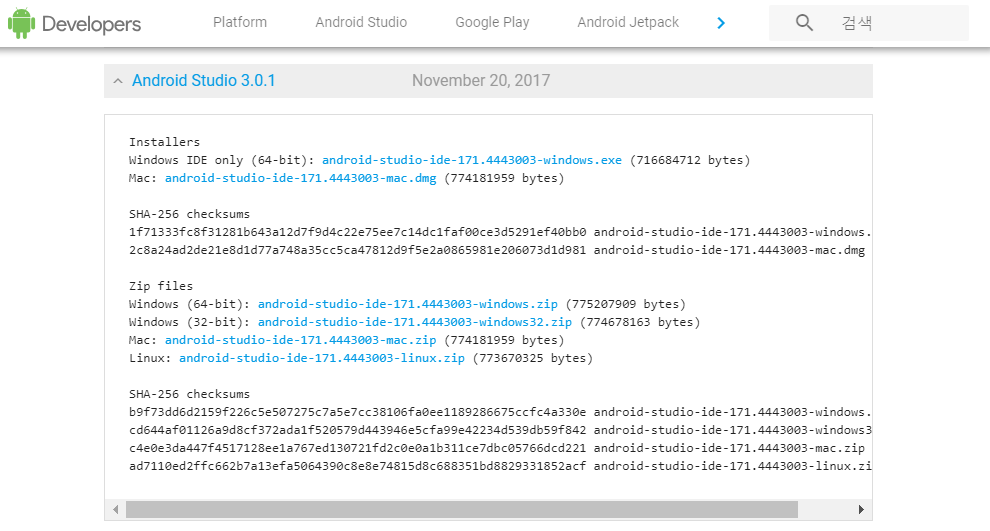 Developers Platform Android Studio Google Play Android Jetpack 검색
Android Studio 3.0.1 November 20, 2017
Installers
Windows IDE only (64-bit): android-studio-ide-171.4443003-windows.exe (716684712 bytes)
Mac: android-studio-ide-171.4443003-mac.dmg (774181959 bytes)
SHA-256 checksums
1f71333fc8f31281b643a12d7f9d4c22e75ee7c14dc1faf00ce3d5291ef40bb0 android-studio-ide-171.4443003-windows.
2c8a24ad2de21e8d1d77a748a35cc5ca47812d9f5e2a0865981e206073d1d981 android-studio-ide-171.4443003-mac.dmg
Zip files
Windows (64-bit): android-studio-ide-171.4443003-windows.zip (775207909 bytes)
Windows (32-bit): android-studio-ide-171.4443003-windows32.zip (774678163 bytes)
Mac: android-studio-ide-171.4443003-mac.zip (774181959 bytes)
Linux: android-studio-ide-171.4443003-linux.zip (773670325 bytes)
SHA-256 checksums
b9f73dd6d2159f226c5e507275c7a5e7cc38106fa0ee1189286675ccfc4a330e android-studio-ide-171.4443003-windows.
cd644af01126a9d8cf372ada1f520579d443946e5cfa99e42234d539db59f842 android-studio-ide-171.4443003-windows3
c4e0e3da447f4517128ee1a767ed130721fd2c0e0a1b311ce7dbc05766dcd221 android-studio-ide-171.4443003-mac.zip
ad7110ed2ffc662b7a13efa5064390c8e8e74815d8c688351bd8829331852acf android-studio-ide-171.4443003-linux.zi